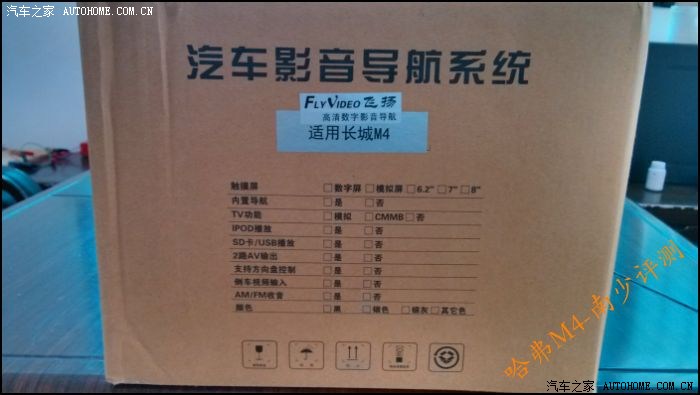 汽车之家 AUTOHOME.COM.CN
汽车影音导航系统
FLYVIDEO 飞扬
高清数字影音导航
适用长城M4
触摸屏 □数字屏 □模拟屏 □6.2" □7" □8"
内置导航 □是 □否
TV功能 □模拟 □CMMB □否
IPOD播放 □是 □否
SD卡/USB播放 □是 □否
2路AV输出 □是 □否
支持方向盘控制 □是 □否
倒车视频输入 □是 □否
AM/FM收音 □是 □否
颜色 □黑 □银色 □银灰 □其它色
哈弗M4-南少评测
汽车之家 AUTOHOME.COM.CN